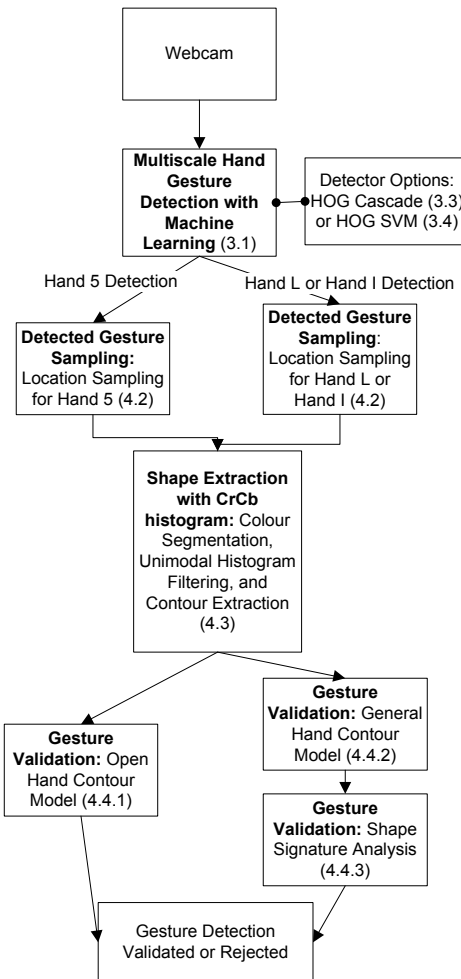 Webcam
Multiscale Hand
Gesture
Detection with
Machine
Learning (3.1)
Detector Options:
HOG Cascade (3.3)
or HOG SVM (3.4)
Hand 5 Detection
Hand L or Hand I Detection
Detected Gesture
Sampling:
Location Sampling
for Hand 5 (4.2)
Detected Gesture
Sampling:
Location Sampling
for Hand L or
Hand I (4.2)
Shape Extraction
with CrCb
histogram: Colour
Segmentation,
Unimodal Histogram
Filtering, and
Contour Extraction
(4.3)
Gesture
Validation: Open
Hand Contour
Model (4.4.1)
Gesture
Validation: General
Hand Contour
Model (4.4.2)
Gesture
Validation: Shape
Signature Analysis
(4.4.3)
Gesture Detection
Validated or Rejected